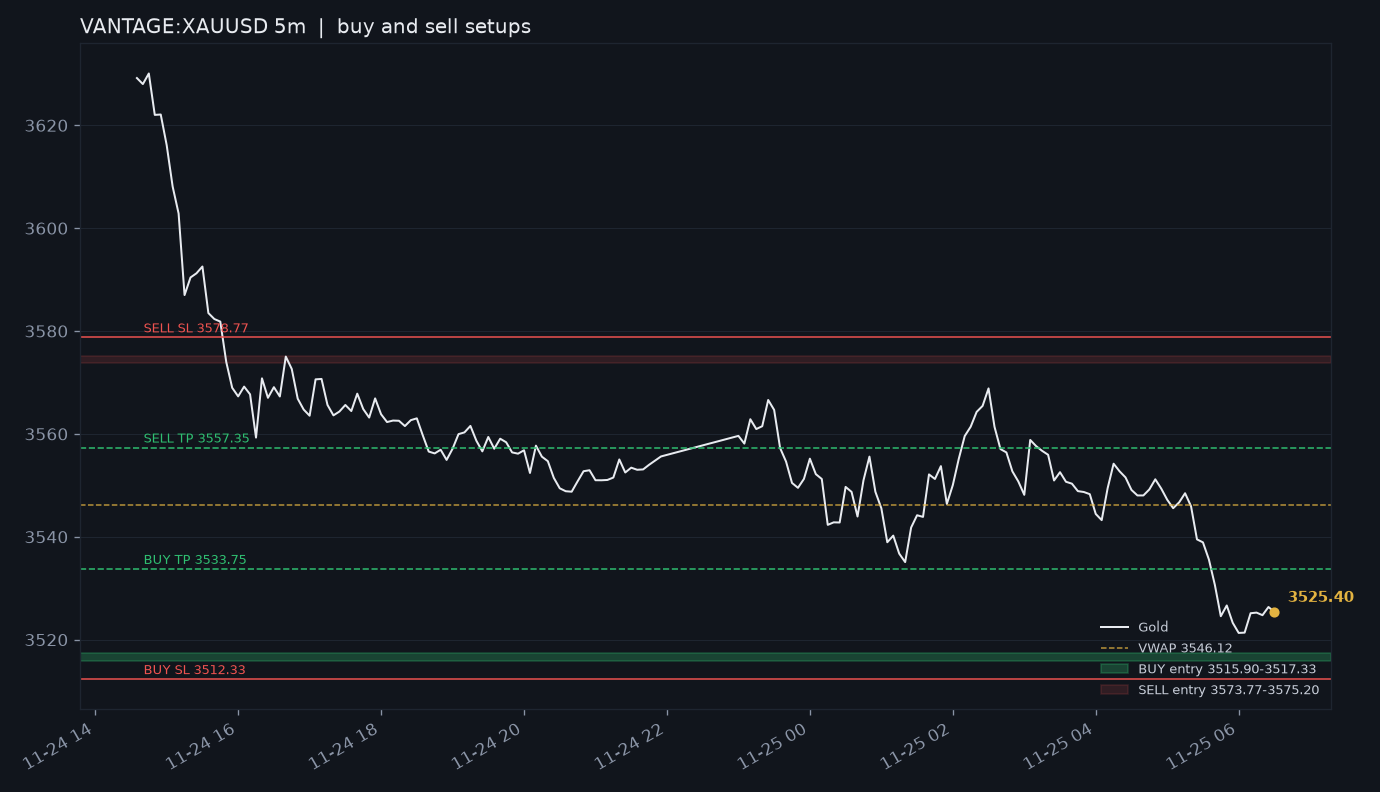 VANTAGE:XAUUSD 5m | buy and sell setups
3620
3600
3580
3560
3540
3520
SELL SL 3578.77
SELL TP 3557.35
BUY TP 3533.75
BUY SL 3512.33
3525.40
Gold
VWAP 3546.12
BUY entry 3515.90-3517.33
SELL entry 3573.77-3575.20
11-24 14
11-24 16
11-24 18
11-24 20
11-24 22
11-25 00
11-25 02
11-25 04
11-25 06